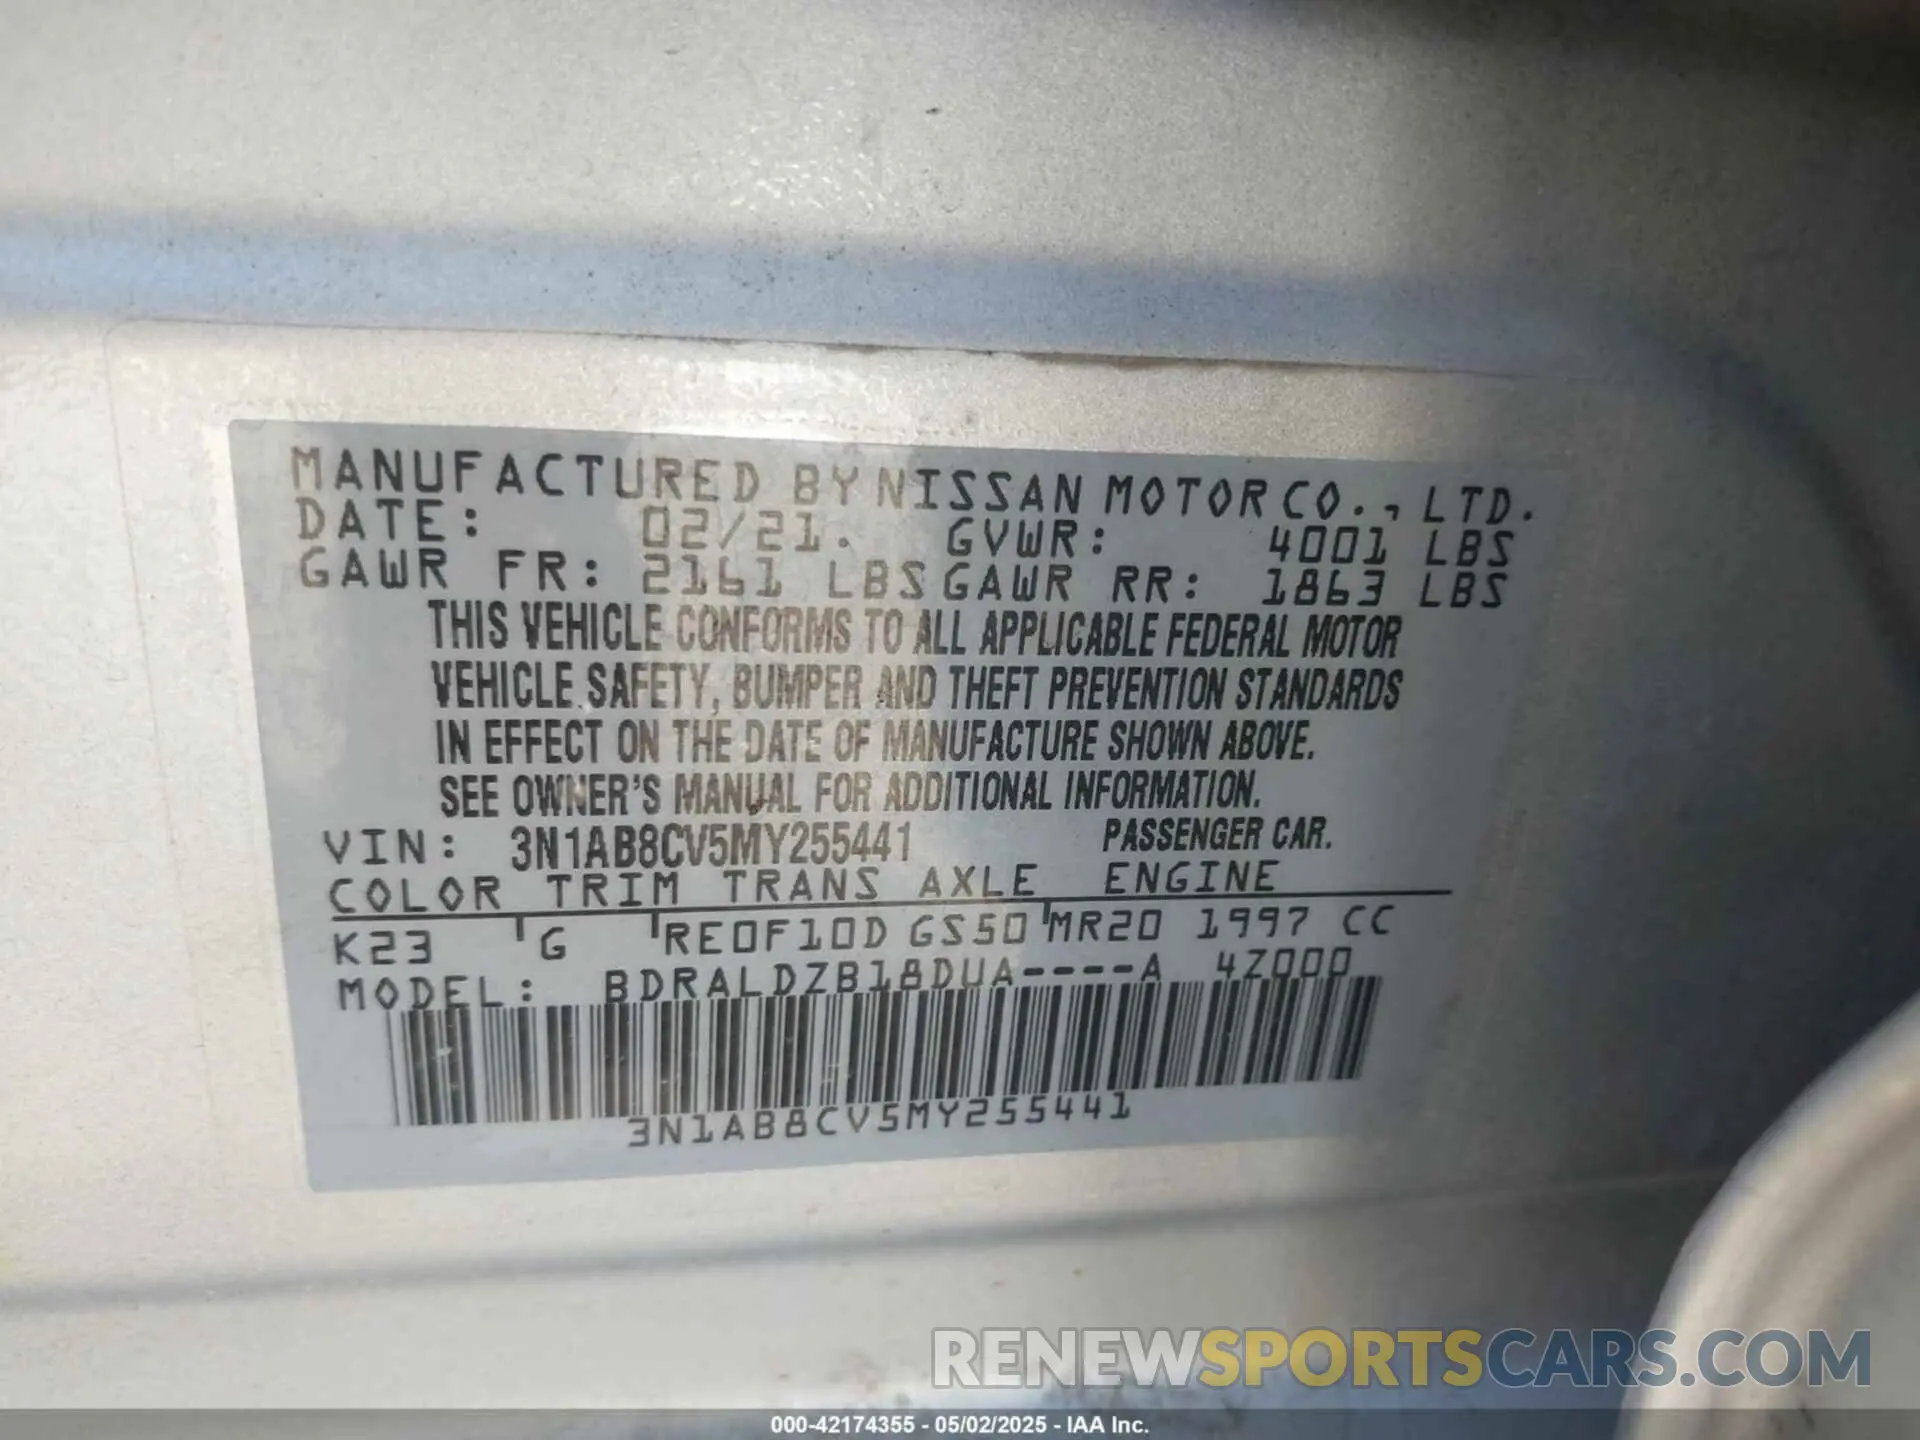 MANUFACTURED BY NISSAN MOTOR CO., LTD.
DATE: 02/21. GVWR: 4001 LBS
GAWR FR: 2161 LBS GAWR RR: 1863 LBS
THIS VEHICLE CONFORMS TO ALL APPLICABLE FEDERAL MOTOR
VEHICLE SAFETY, BUMPER AND THEFT PREVENTION STANDARDS
IN EFFECT ON THE DATE OF MANUFACTURE SHOWN ABOVE.
SEE OWNER'S MANUAL FOR ADDITIONAL INFORMATION.
VIN: 3N1AB8CV5MY255441 PASSENGER CAR.
COLOR TRIM TRANS AXLE ENGINE
K23 G RE0F10D GS50 MR20 1997 CC
MODEL: BDRALDZB18DUA----A 4Z000
3N1AB8CV5MY255441
RENEWSPORTSCARS.COM
000-42174355 - 05/02/2025 - IAA Inc.